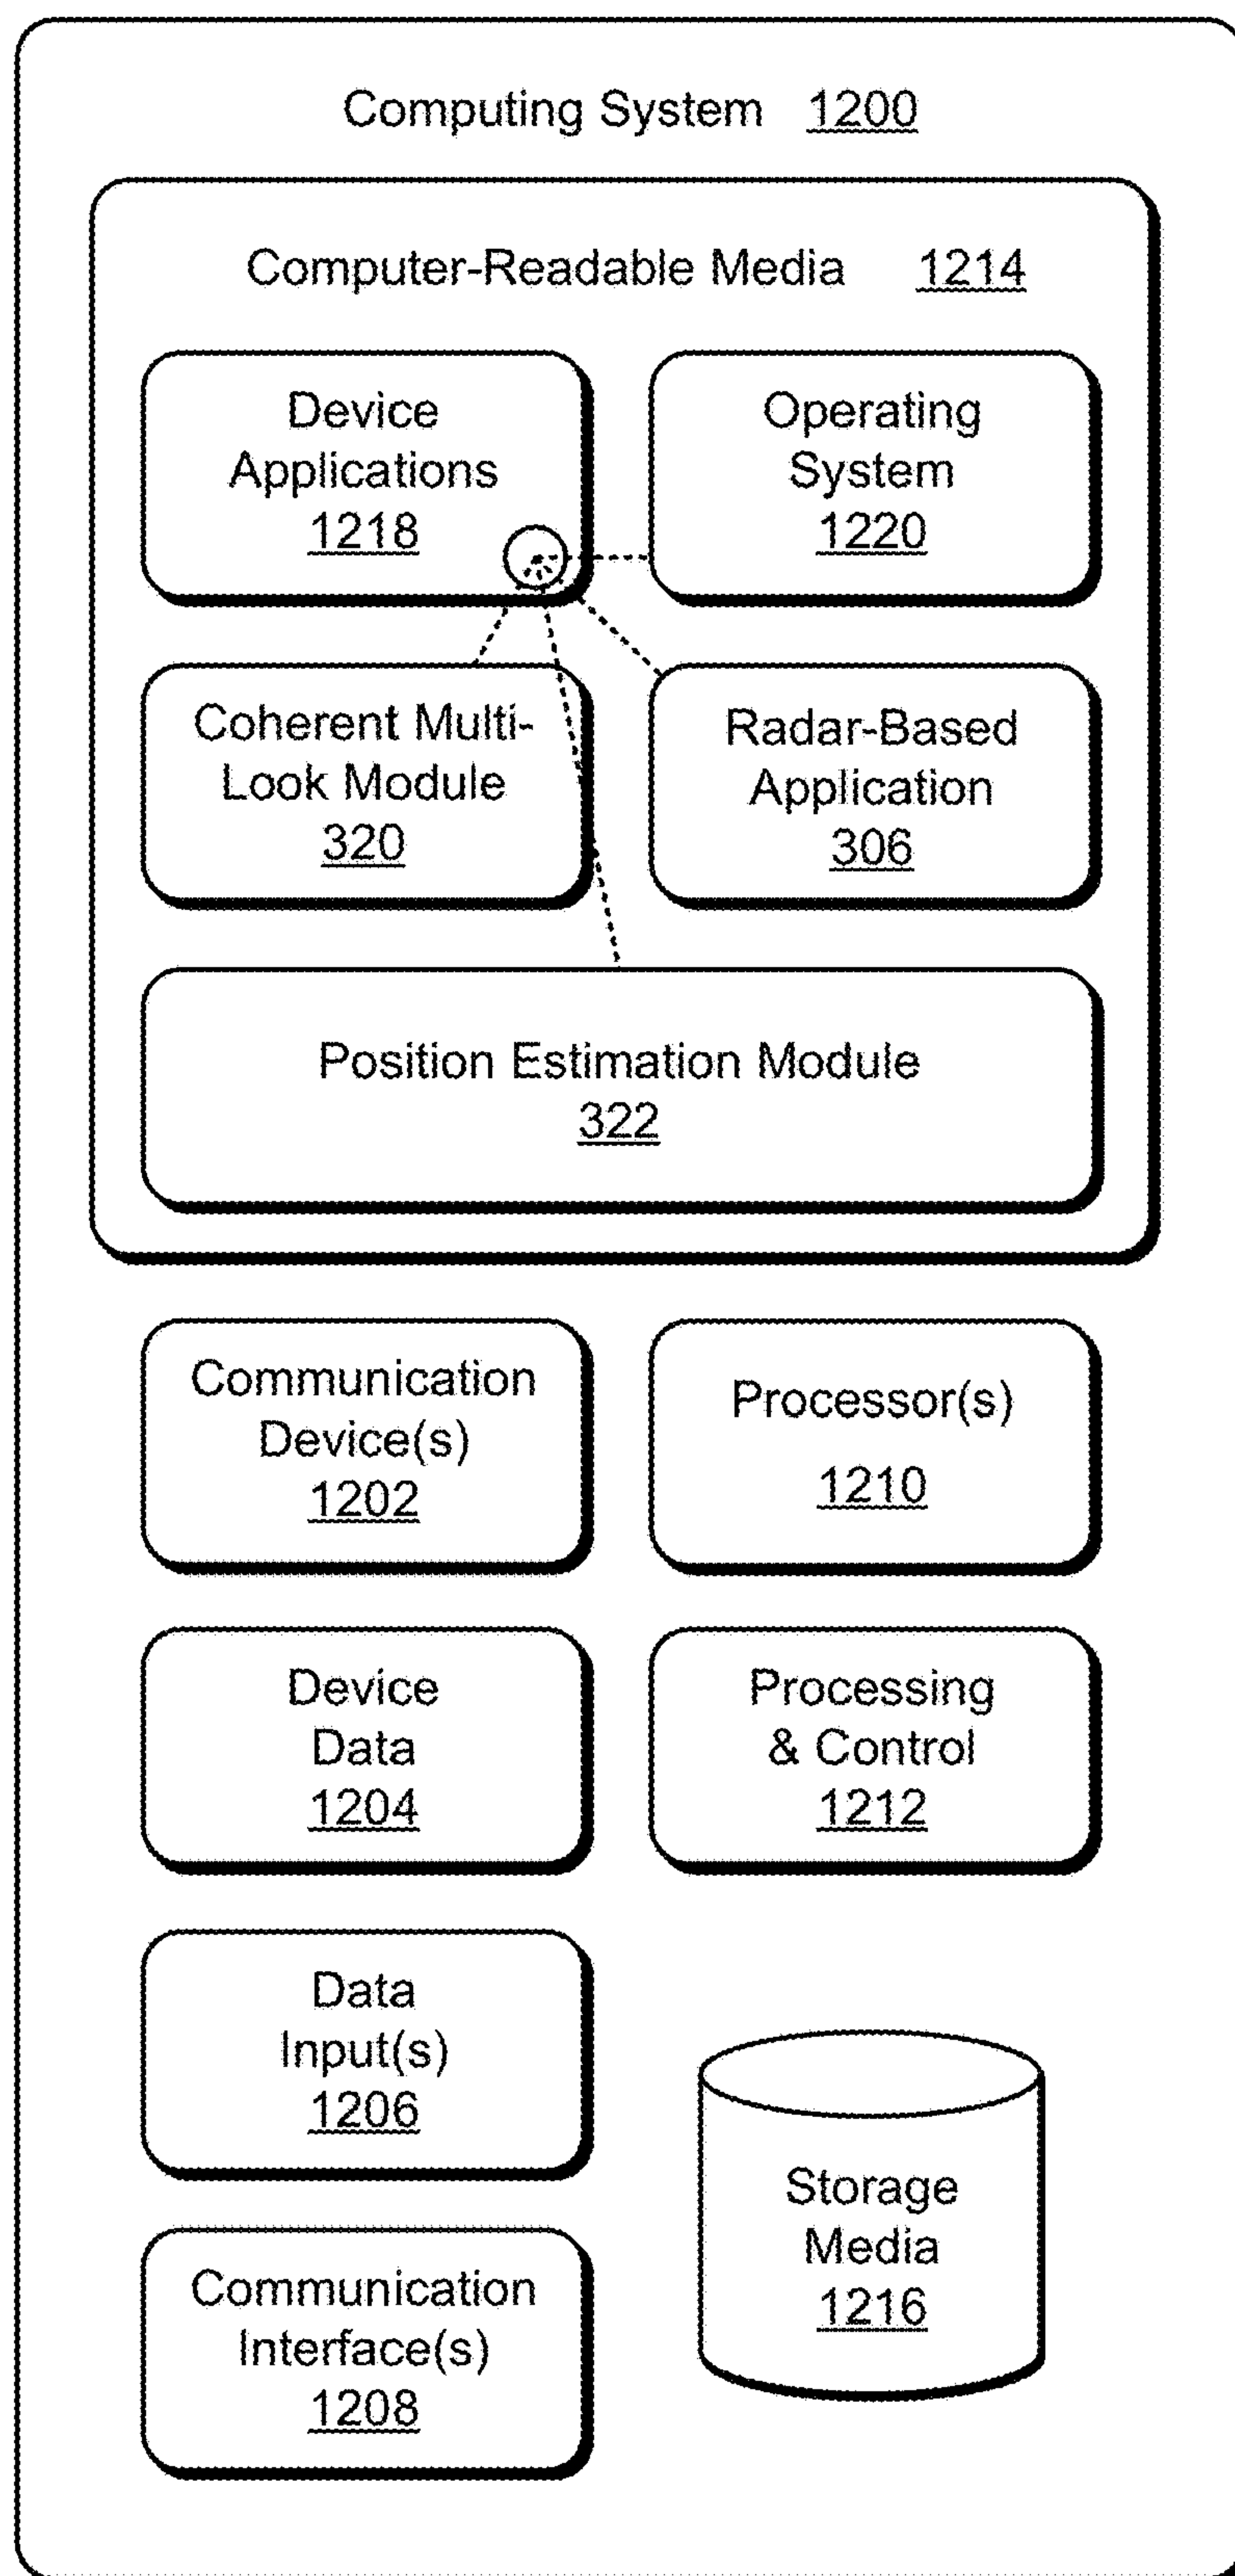 Computing System 1200
Computer-Readable Media 1214
Device
Applications
1218
Operating
System
1220
Coherent Multi-
Look Module
320
Radar-Based
Application
306
Position Estimation Module
322
Communication
Device(s)
1202
Processor(s)
1210
Device
Data
1204
Processing
& Control
1212
Data
Input(s)
1206
Storage
Media
1216
Communication
Interface(s)
1208